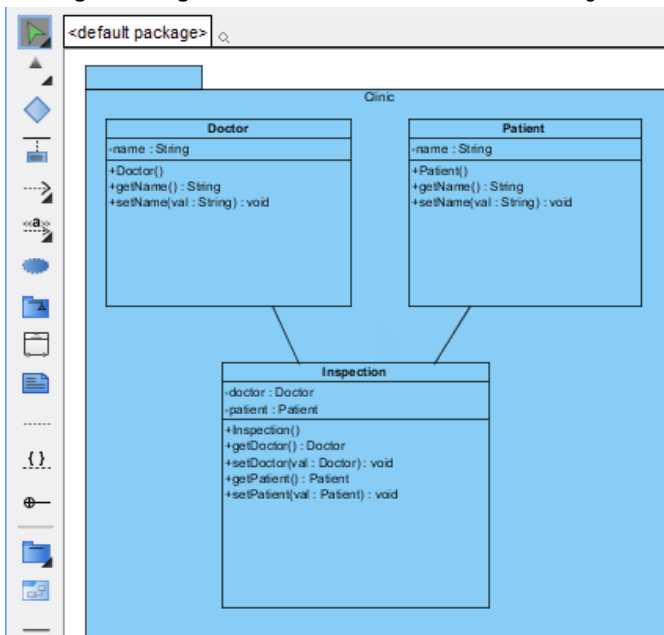 <default package>
Clinic
Doctor
-name : String
+Doctor()
+getName() : String
+setName(val : String) : void
Patient
-name : String
+Patient()
+getName() : String
+setName(val : String) : void
Inspection
-doctor : Doctor
-patient : Patient
+Inspection()
+getDoctor() : Doctor
+setDoctor(val : Doctor) : void
+getPatient() : Patient
+setPatient(val : Patient) : void
<<a>>
{ }